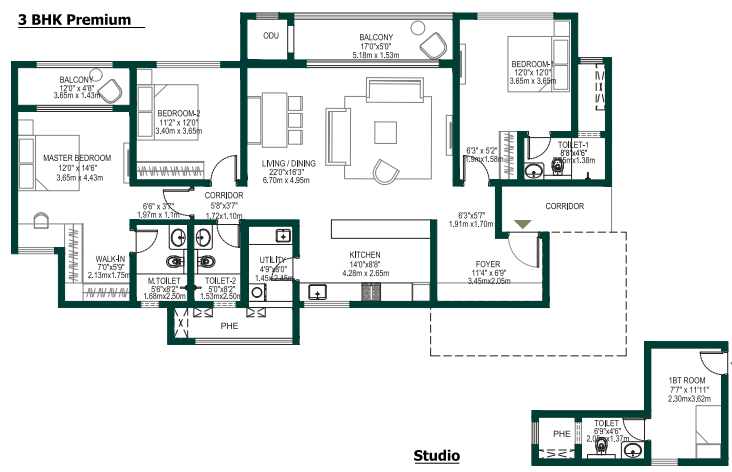 3 BHK Premium
ODU
BALCONY
17'0"x5'0"
5.18m x 1.53m
BALCONY
12'0" x 4'8"
3.65m x 1.43m
BEDROOM-2
11'2" x 12'0"
3.40m x 3.65m
BEDROOM-1
12'0" x 12'0"
3.65m x 3.65m
MASTER BEDROOM
12'0" x 14'6"
3.65m x 4.43m
LIVING / DINING
22'0"x16'3"
6.70m x 4.95m
6'3" x 5'2"
1.9mx1.58m
TOILET-1
8'8"x4'6"
x1.38m
6'6" x 3'7"
1.97m x 1.1m
CORRIDOR
5'8"x3'7"
1.72x1.10m
6'3"x5'7"
1.91m x 1.70m
CORRIDOR
WALK-IN
7'0"x5'9"
2.13mx1.75m
M.TOILET
5'6"x8'2"
1.68mx2.50m
TOILET-2
5'0"x8'2"
1.53mx2.50m
UTILITY
4'9"x8'0"
1.45x2.45m
KITCHEN
14'0"x8'8"
4.28m x 2.65m
FOYER
11'4" x 6'9"
3.45mx2.05m
PHE
1BT ROOM
7'7" x 11'11"
2.30mx3.62m
TOILET
6'9"x4'6"
2.05mx1.37m
PHE
Studio